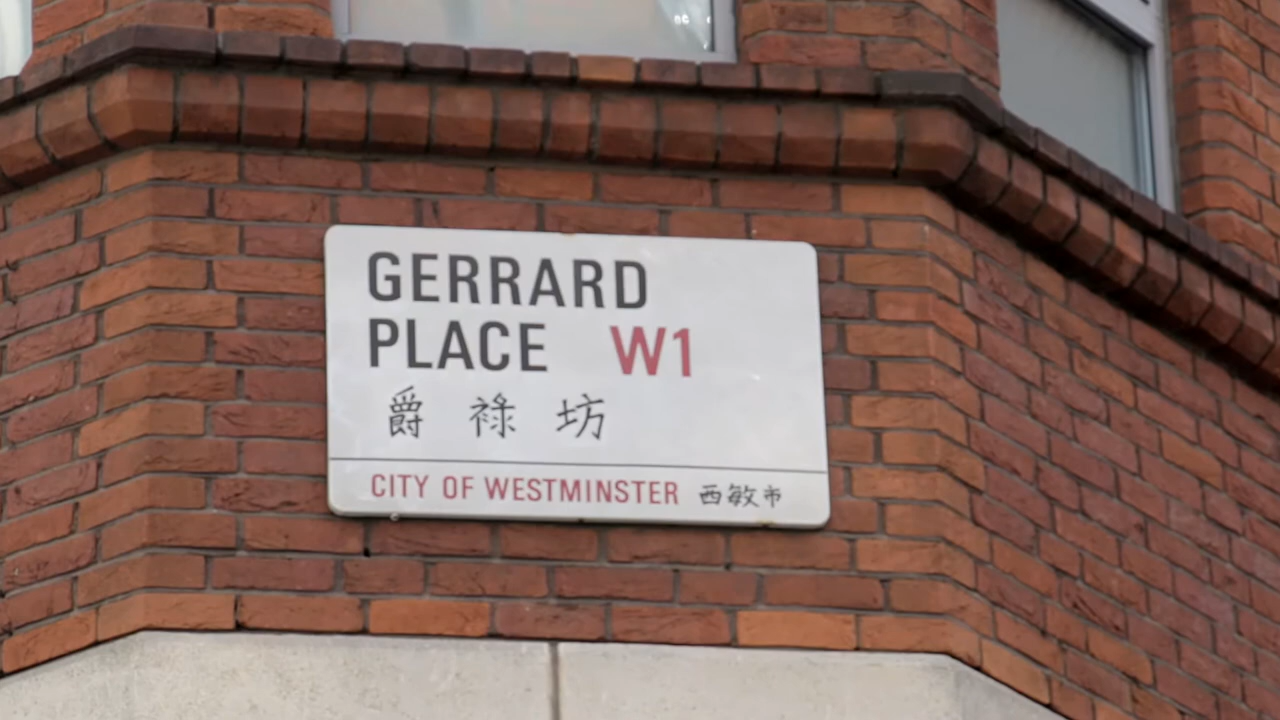 GERRARD
PLACE W1
爵禄坊
CITY OF WESTMINSTER 西敏市